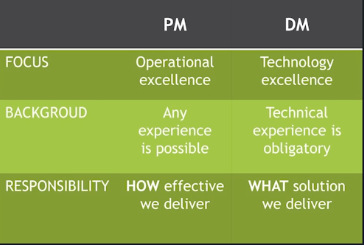 PM DM
FOCUS Operational Technology
excellence excellence
BACKGROUD Any Technical
experience experience is
is possible obligatory
RESPONSIBILITY HOW effective WHAT solution
we deliver we deliver